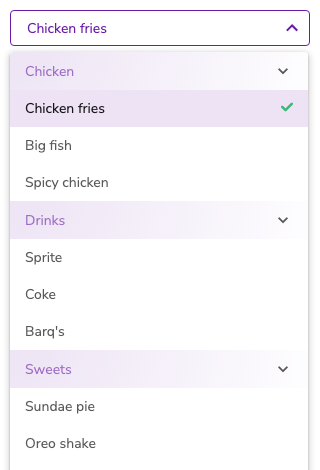 Chicken fries
Chicken
Chicken fries
Big fish
Spicy chicken
Drinks
Sprite
Coke
Barq's
Sweets
Sundae pie
Oreo shake